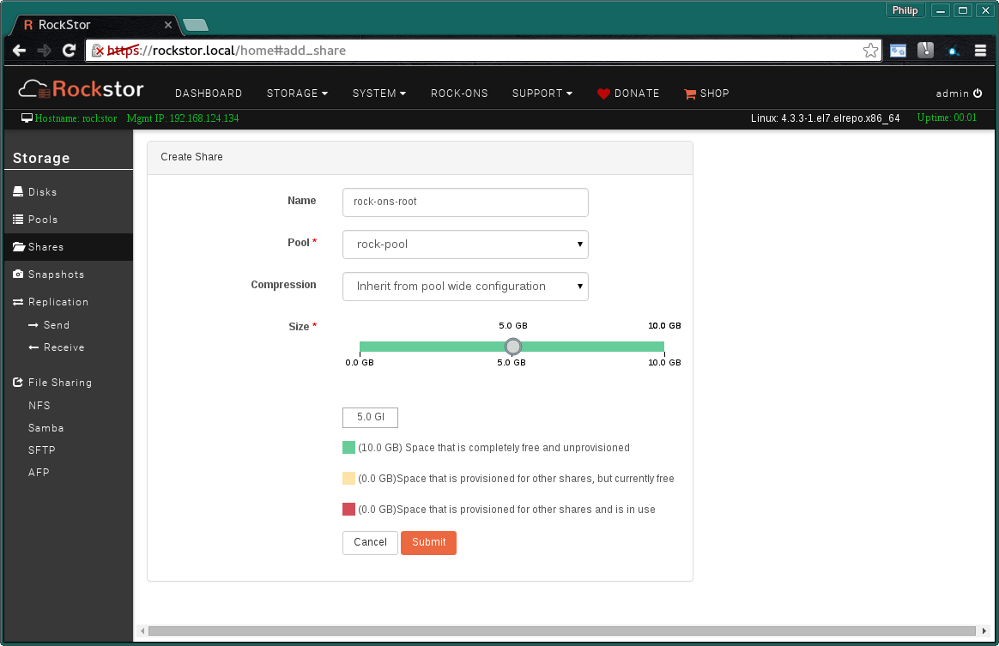 Philip
R RockStor
https://rockstor.local/home#add_share
Rockstor DASHBOARD STORAGE SYSTEM ROCK-ONS SUPPORT DONATE SHOP admin
Hostname: rockstor Mgmt IP: 192.168.124.134 Linux: 4.3.3-1.el7.elrepo.x86_64 Uptime: 00:01
Storage
Disks
Pools
Shares
Snapshots
Replication
Send
Receive
File Sharing
NFS
Samba
SFTP
AFP
Create Share
Name rock-ons-root
Pool * rock-pool
Compression Inherit from pool wide configuration
Size * 5.0 GB 10.0 GB
0.0 GB 5.0 GB 10.0 GB
5.0 GI
(10.0 GB) Space that is completely free and unprovisioned
(0.0 GB)Space that is provisioned for other shares, but currently free
(0.0 GB)Space that is provisioned for other shares and is in use
Cancel Submit